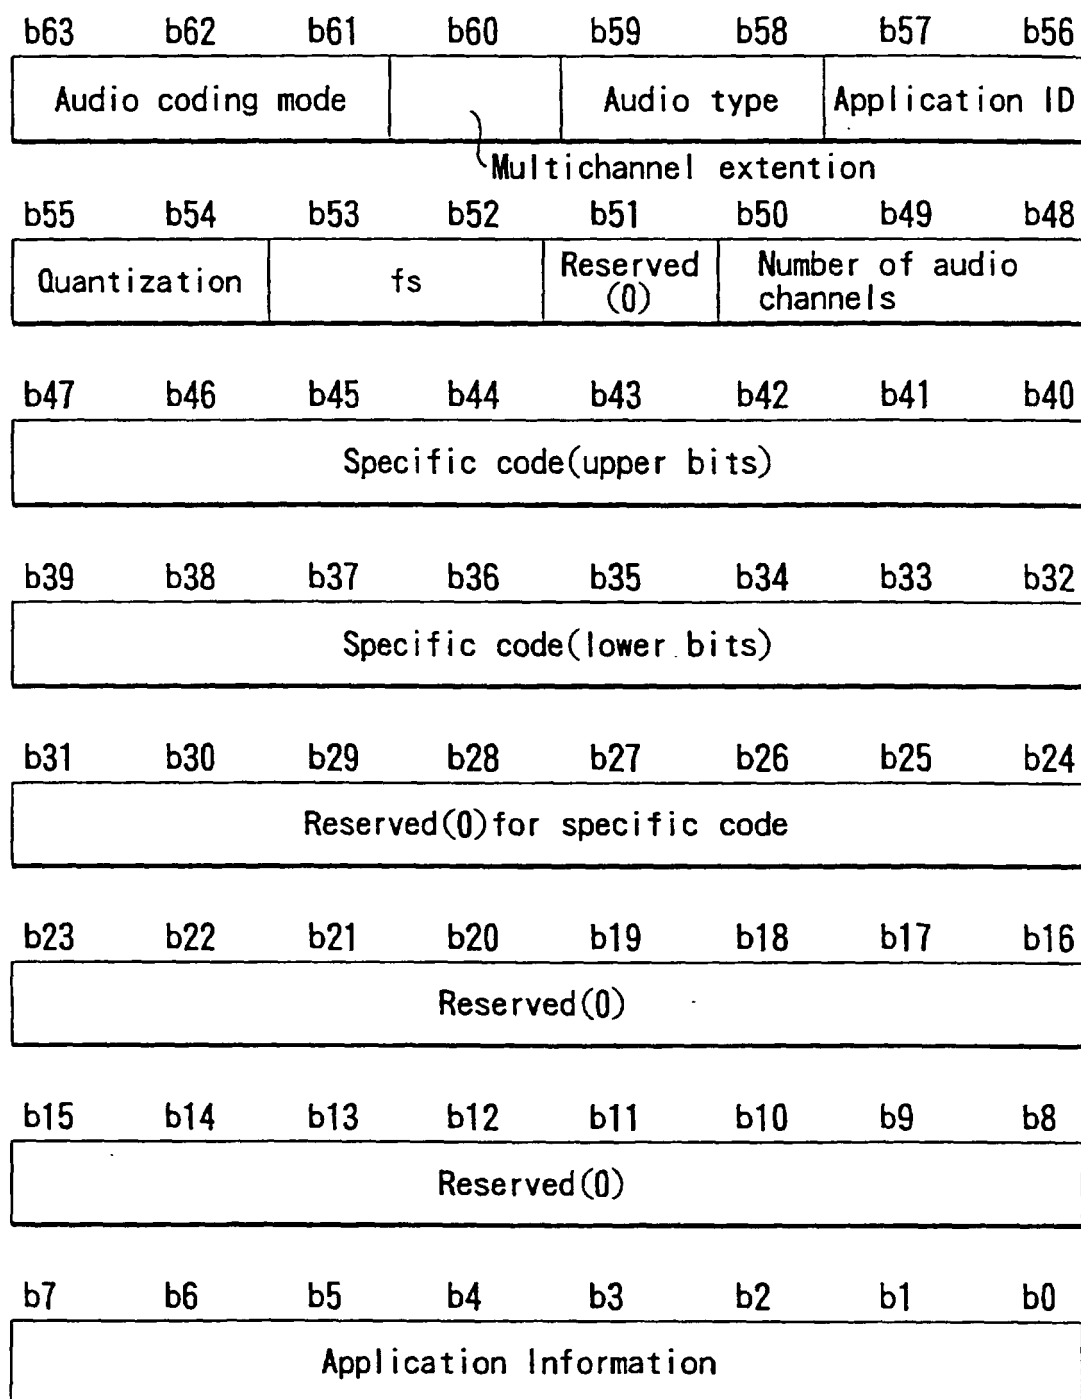 b63 b62 b61 b60 b59 b58 b57 b56
Audio coding mode Audio type Application ID
Multichannel extention
b55 b54 b53 b52 b51 b50 b49 b48
Quantization fs Reserved (0) Number of audio channels
b47 b46 b45 b44 b43 b42 b41 b40
Specific code(upper bits)
b39 b38 b37 b36 b35 b34 b33 b32
Specific code(lower bits)
b31 b30 b29 b28 b27 b26 b25 b24
Reserved(0)for specific code
b23 b22 b21 b20 b19 b18 b17 b16
Reserved(0)
b15 b14 b13 b12 b11 b10 b9 b8
Reserved(0)
b7 b6 b5 b4 b3 b2 b1 b0
Application Information